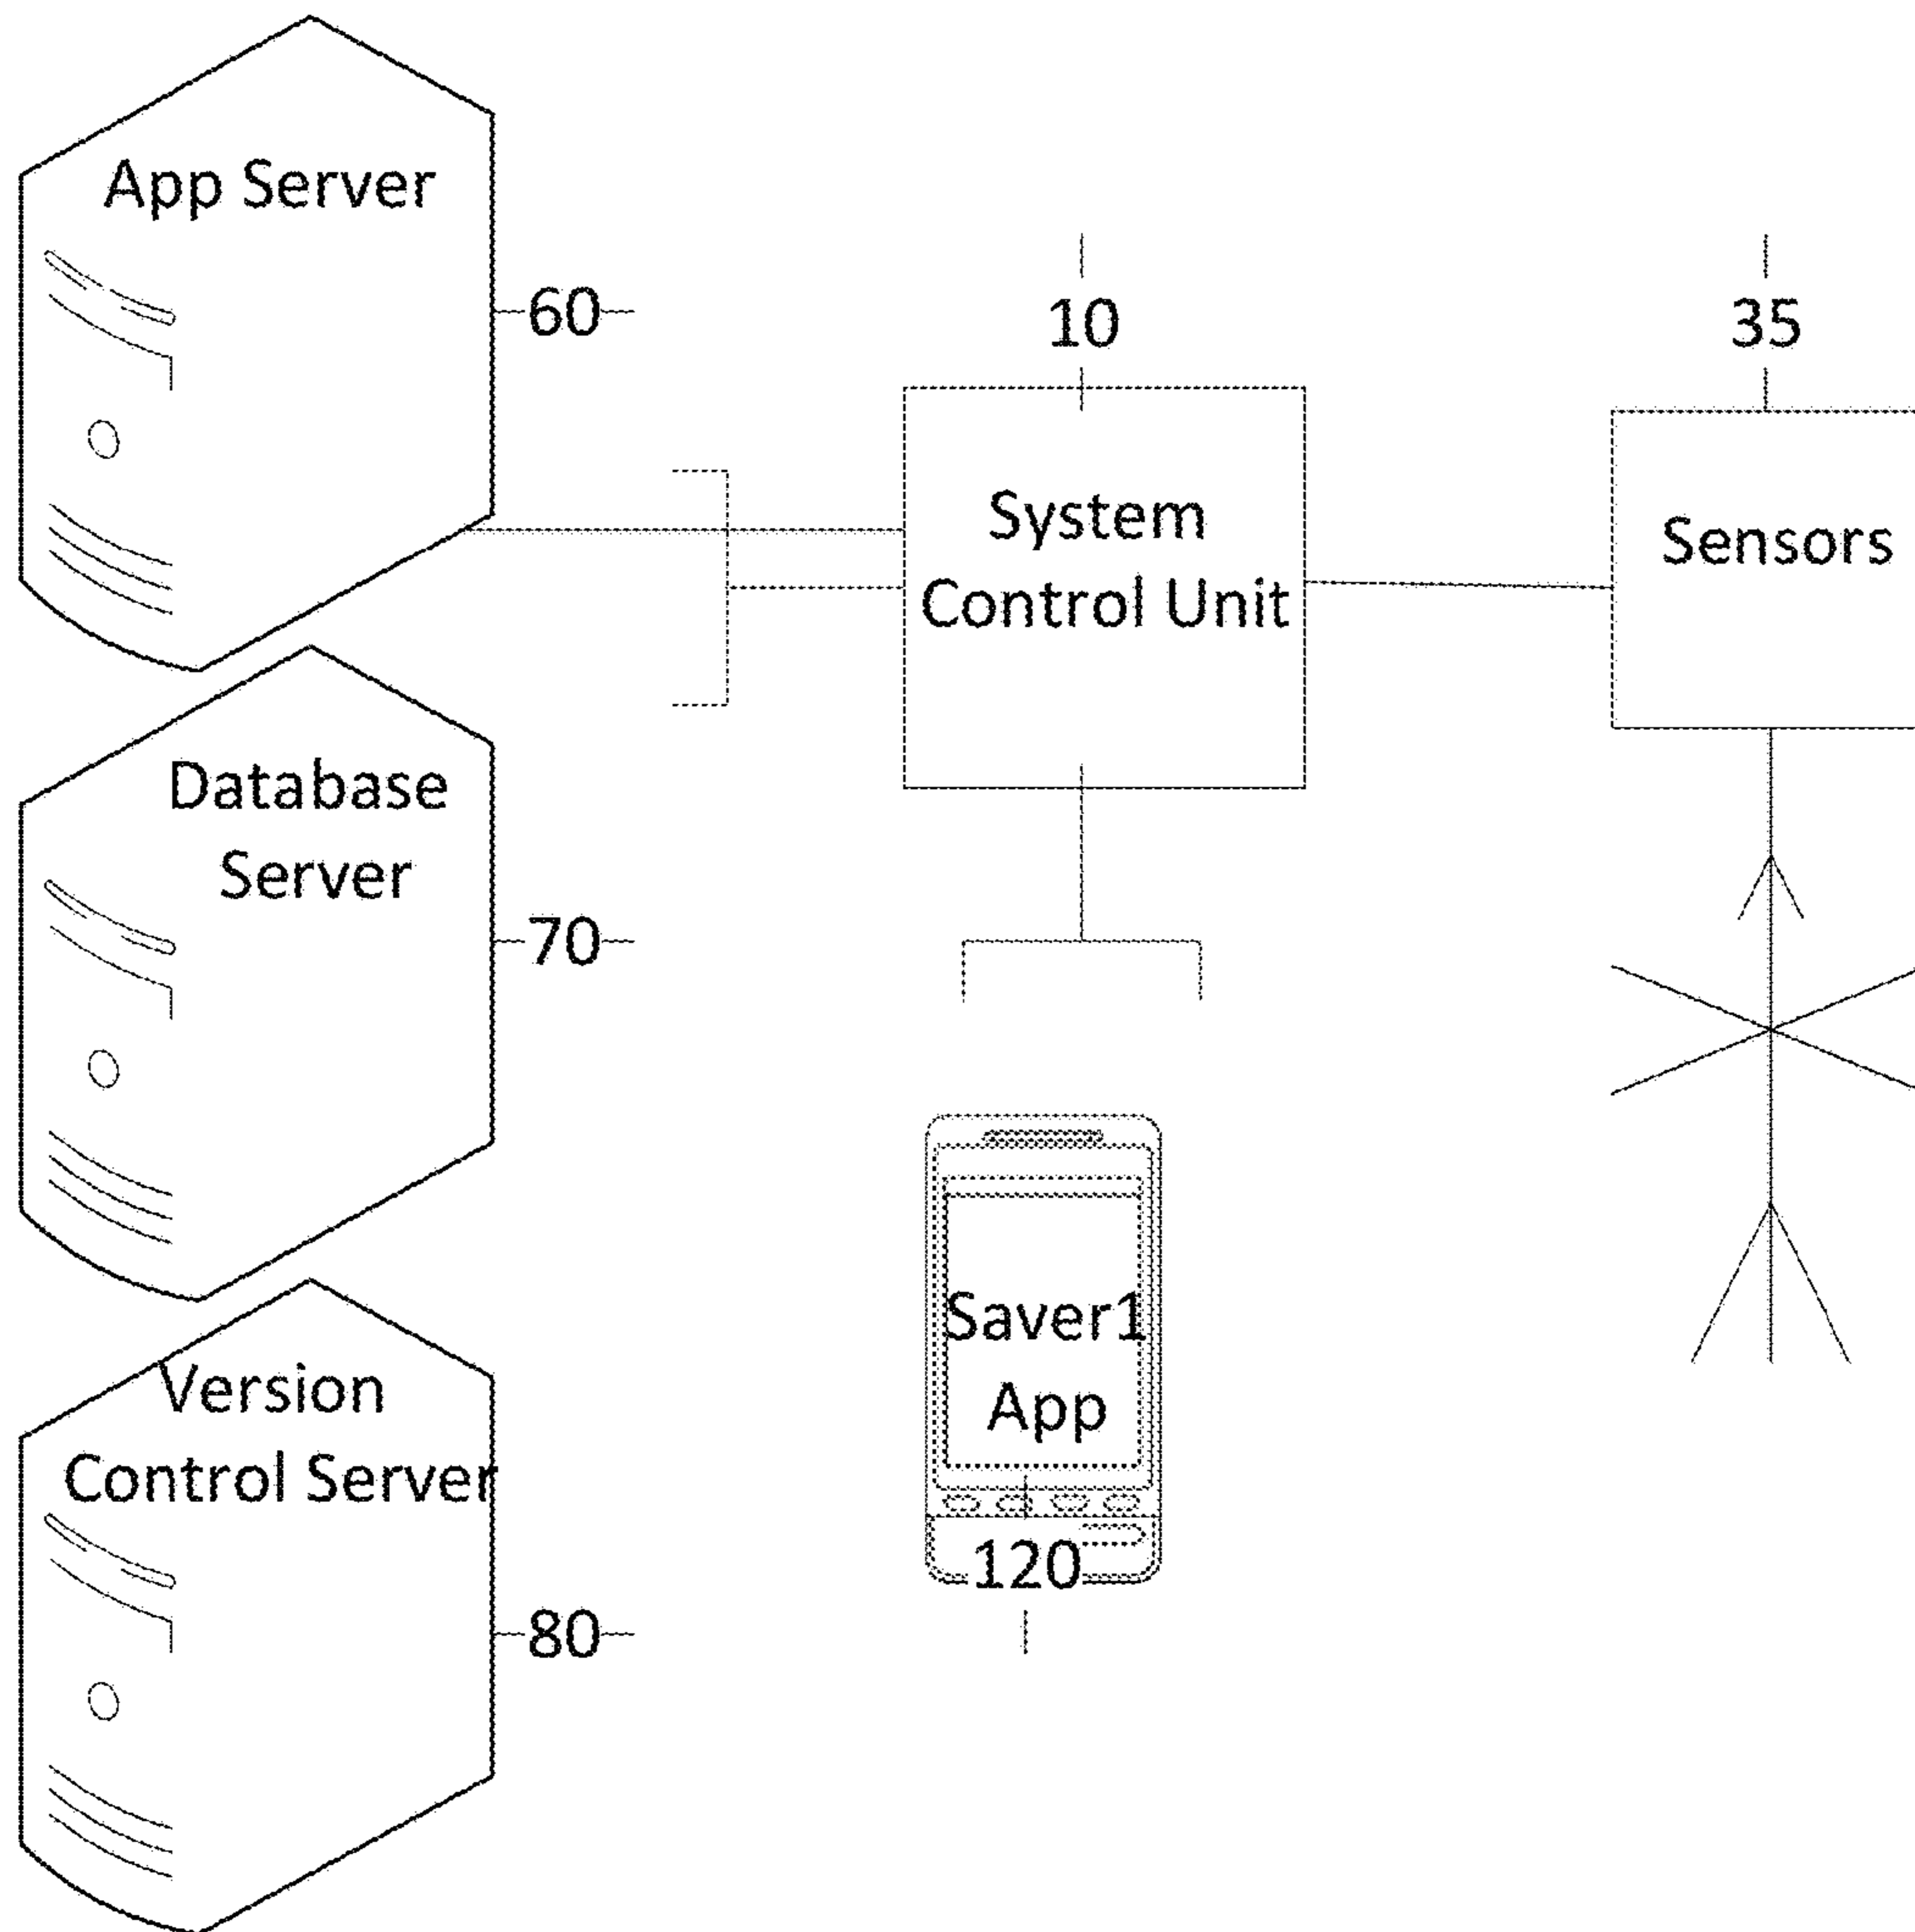 App Server
60
10
35
System
Control Unit
Sensors
Database
Server
70
Saver1
App
Version
Control Server
120
80